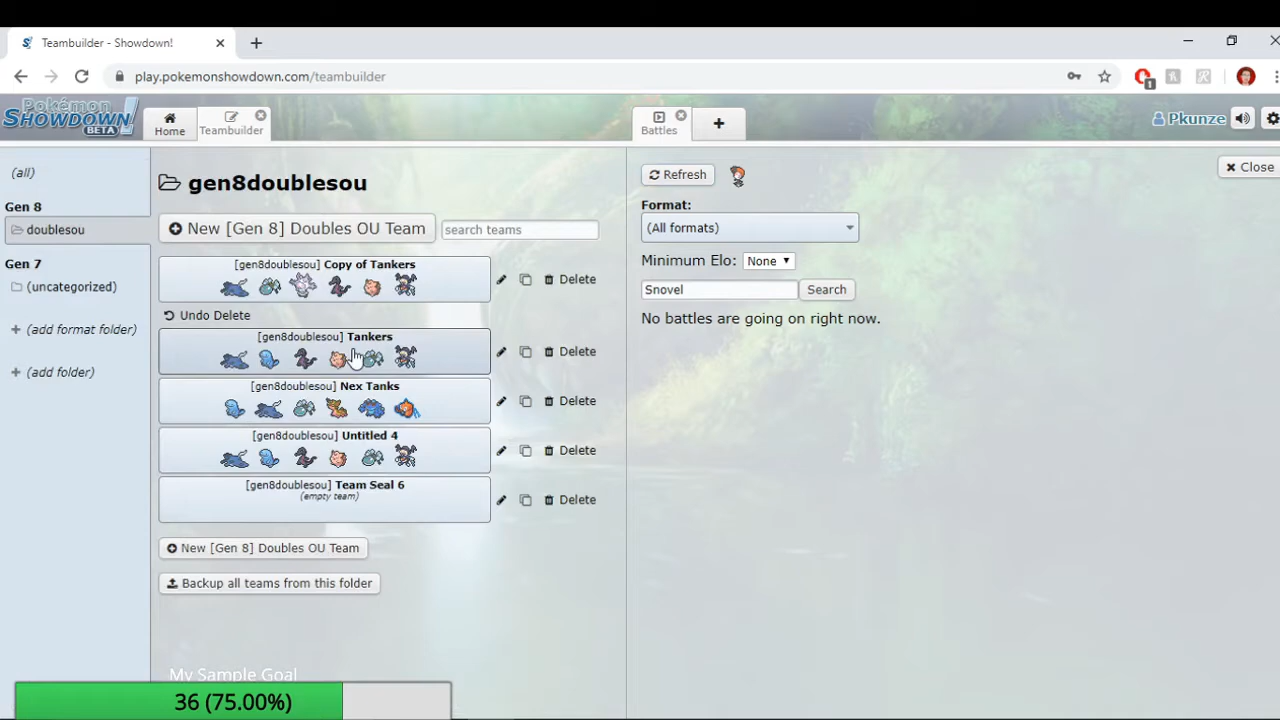 Teambuilder - Showdown!
play.pokemonshowdown.com/teambuilder
1
Pokémon
SHOWDOWN!
BETA
Home
Teambuilder
Battles
Pkunze
(all)
Gen 8
doublesou
Gen 7
(uncategorized)
(add format folder)
(add folder)
gen8doublesou
New [Gen 8] Doubles OU Team
search teams
[gen8doublesou] Copy of Tankers
Delete
Undo Delete
[gen8doublesou] Tankers
Delete
[gen8doublesou] Nex Tanks
Delete
[gen8doublesou] Untitled 4
Delete
[gen8doublesou] Team Seal 6
(empty team)
Delete
New [Gen 8] Doubles OU Team
Backup all teams from this folder
Refresh
Close
Format:
(All formats)
Minimum Elo: None
Snovel
Search
No battles are going on right now.
My Sample Goal
36 (75.00%)